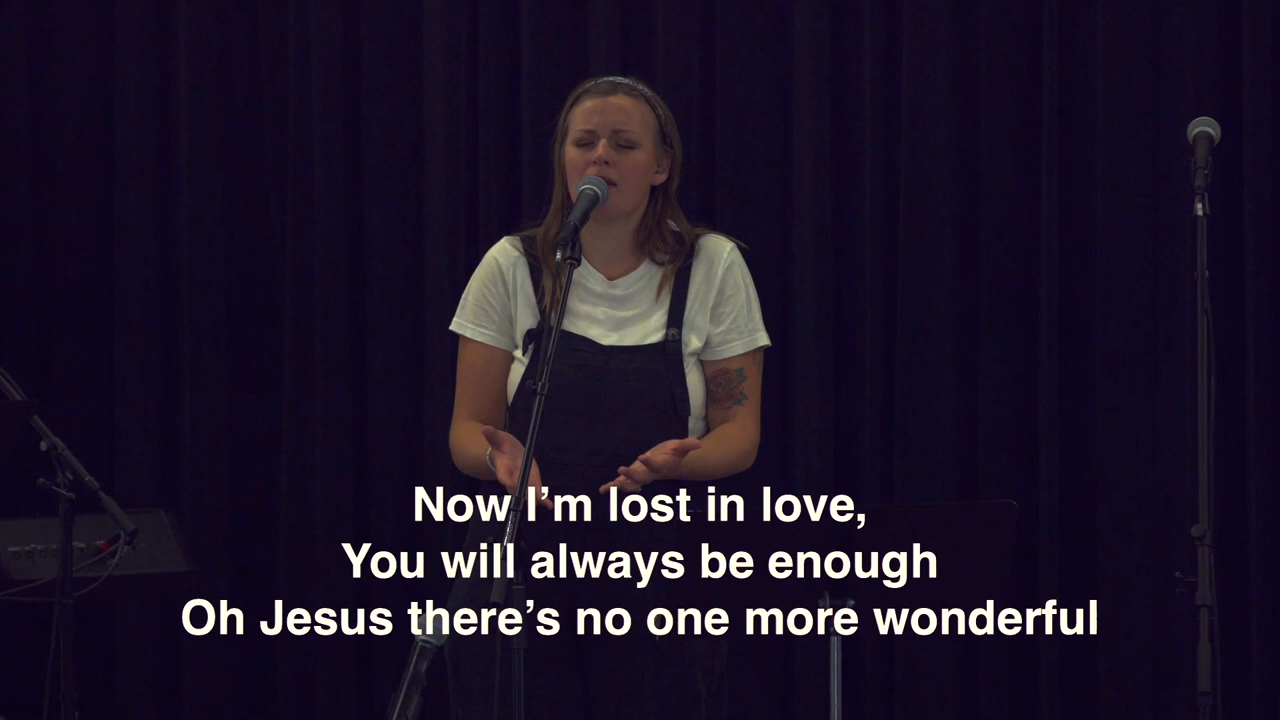 Now I’m lost in love,
You will always be enough
Oh Jesus there’s no one more wonderful